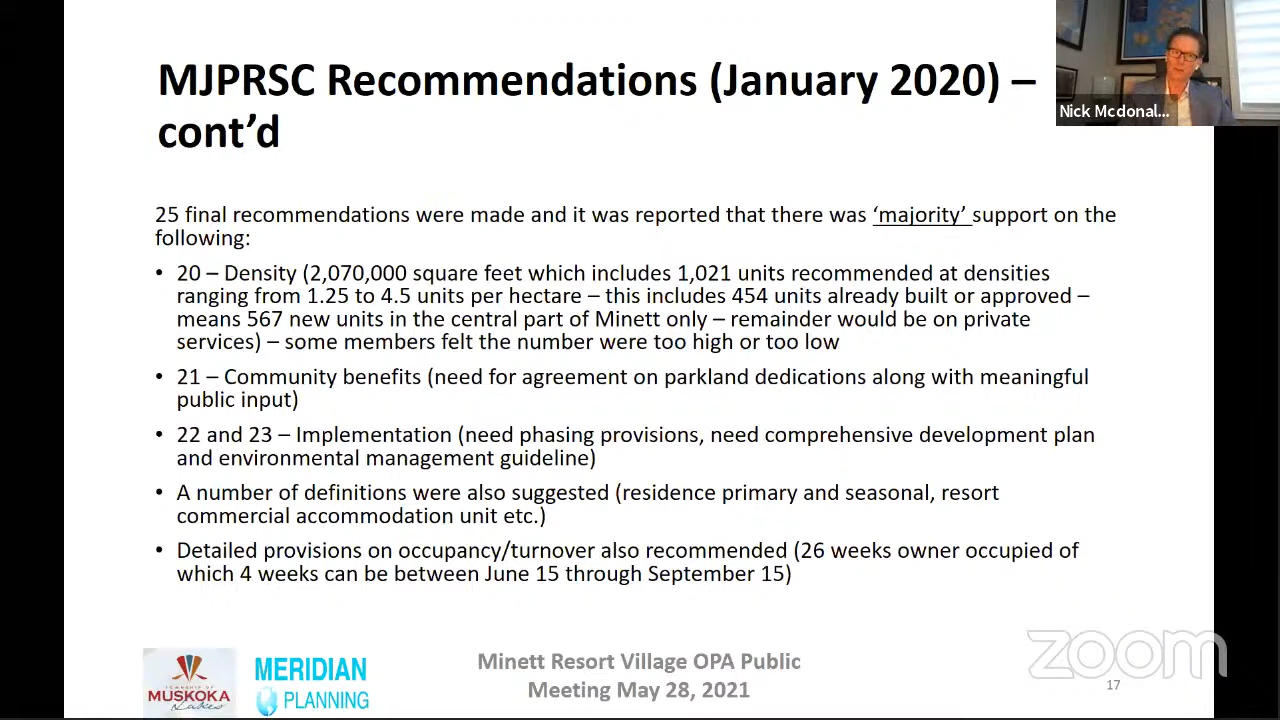 MJPRSC Recommendations (January 2020) –
cont’d
Nick Mcdonal...
25 final recommendations were made and it was reported that there was ‘majority’ support on the
following:
• 20 – Density (2,070,000 square feet which includes 1,021 units recommended at densities
ranging from 1.25 to 4.5 units per hectare – this includes 454 units already built or approved –
means 567 new units in the central part of Minett only – remainder would be on private
services) – some members felt the number were too high or too low
• 21 – Community benefits (need for agreement on parkland dedications along with meaningful
public input)
• 22 and 23 – Implementation (need phasing provisions, need comprehensive development plan
and environmental management guideline)
• A number of definitions were also suggested (residence primary and seasonal, resort
commercial accommodation unit etc.)
• Detailed provisions on occupancy/turnover also recommended (26 weeks owner occupied of
which 4 weeks can be between June 15 through September 15)
TOWNSHIP OF
MUSKOKA
Lakes
MERIDIAN
PLANNING
Minett Resort Village OPA Public
Meeting May 28, 2021
zoom
17